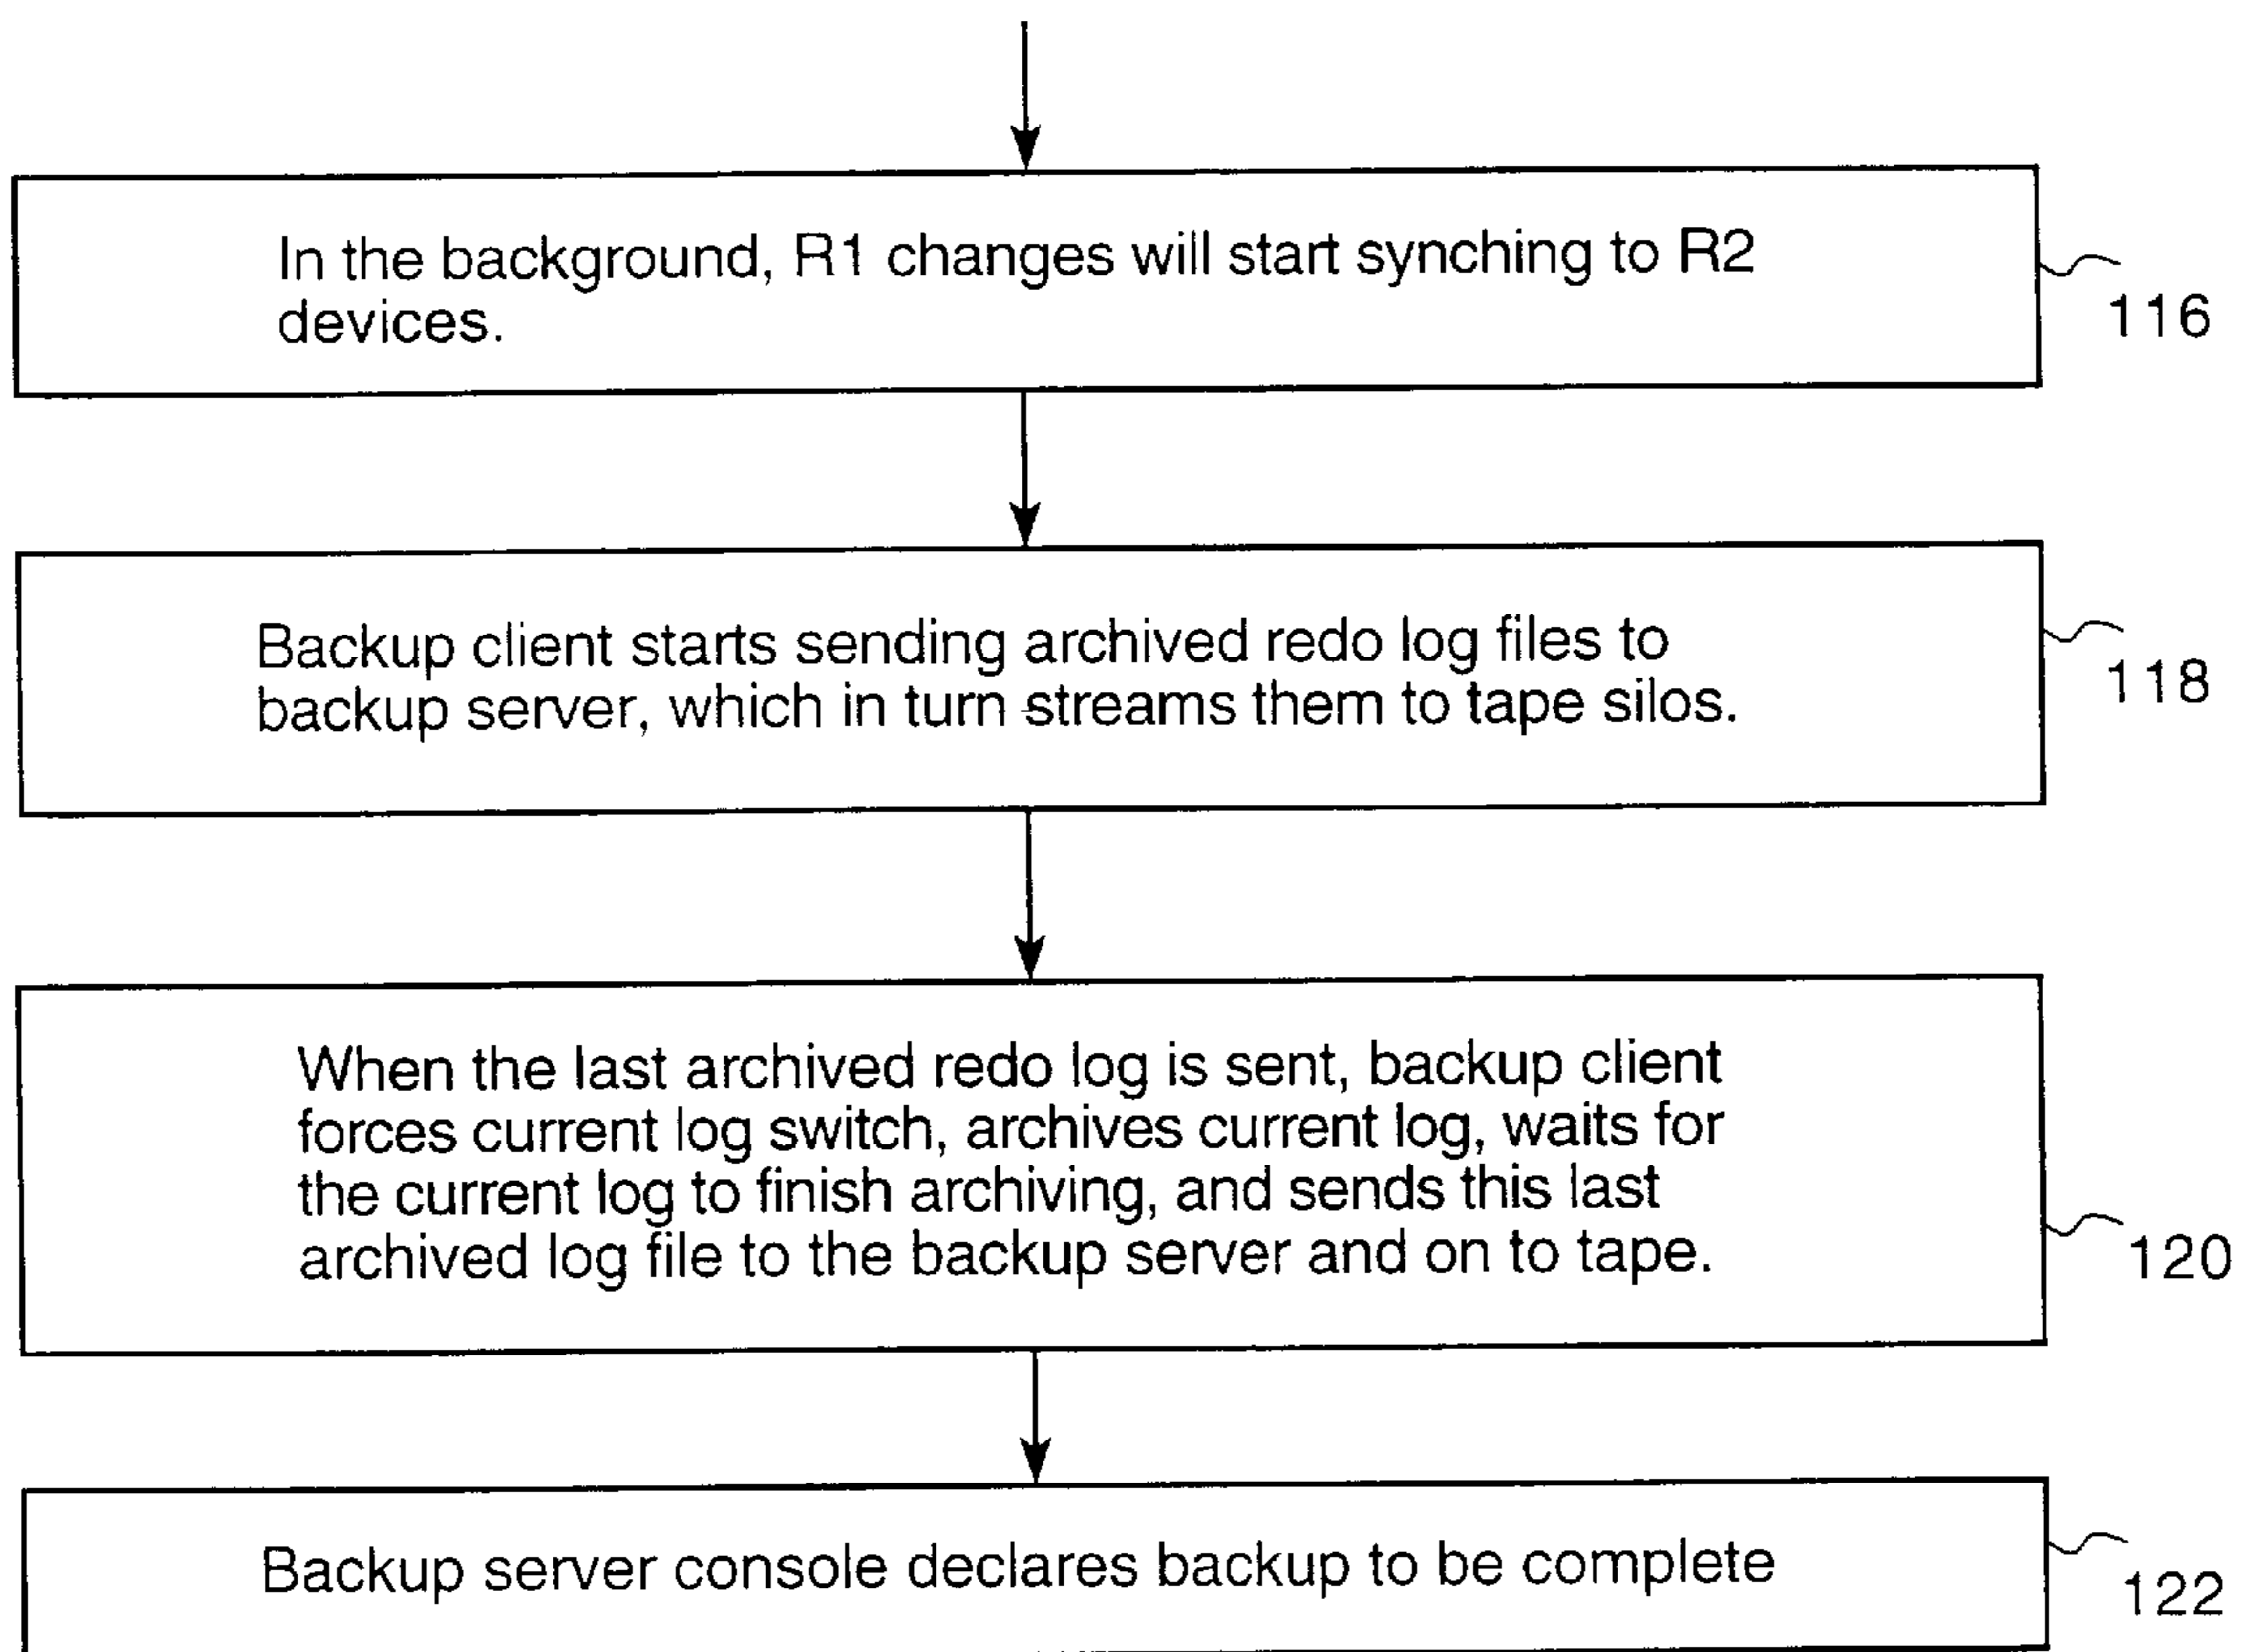 In the background, R1 changes will start synching to R2
devices.
116
Backup client starts sending archived redo log files to
backup server, which in turn streams them to tape silos.
118
When the last archived redo log is sent, backup client
forces current log switch, archives current log, waits for
the current log to finish archiving, and sends this last
archived log file to the backup server and on to tape.
120
Backup server console declares backup to be complete
122